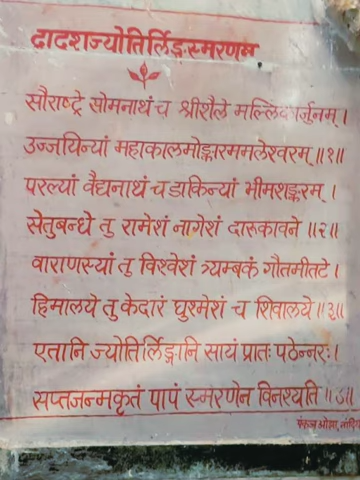 द्वादशज्योतिर्लिङ्गस्मरणम्
सौराष्ट्रे सोमनाथं च श्रीशैले मल्लिकार्जुनम् ।
उज्जयिन्यां महाकालमोङ्कारममलेश्वरम् ॥१॥
परल्यां वैद्यनाथं च डाकिन्यां भीमशङ्करम् ।
सेतुबन्धे तु रामेशं नागेशं दारुकावने ॥२॥
वाराणस्यां तु विश्वेशं त्र्यम्बकं गौतमीतटे ।
हिमालये तु केदारं घुश्मेशं च शिवालये ॥३॥
एतानि ज्योतिर्लिङ्गानि सायं प्रातः पठेन्नरः ।
सप्तजन्मकृतं पापं स्मरणेन विनश्यति ॥४॥